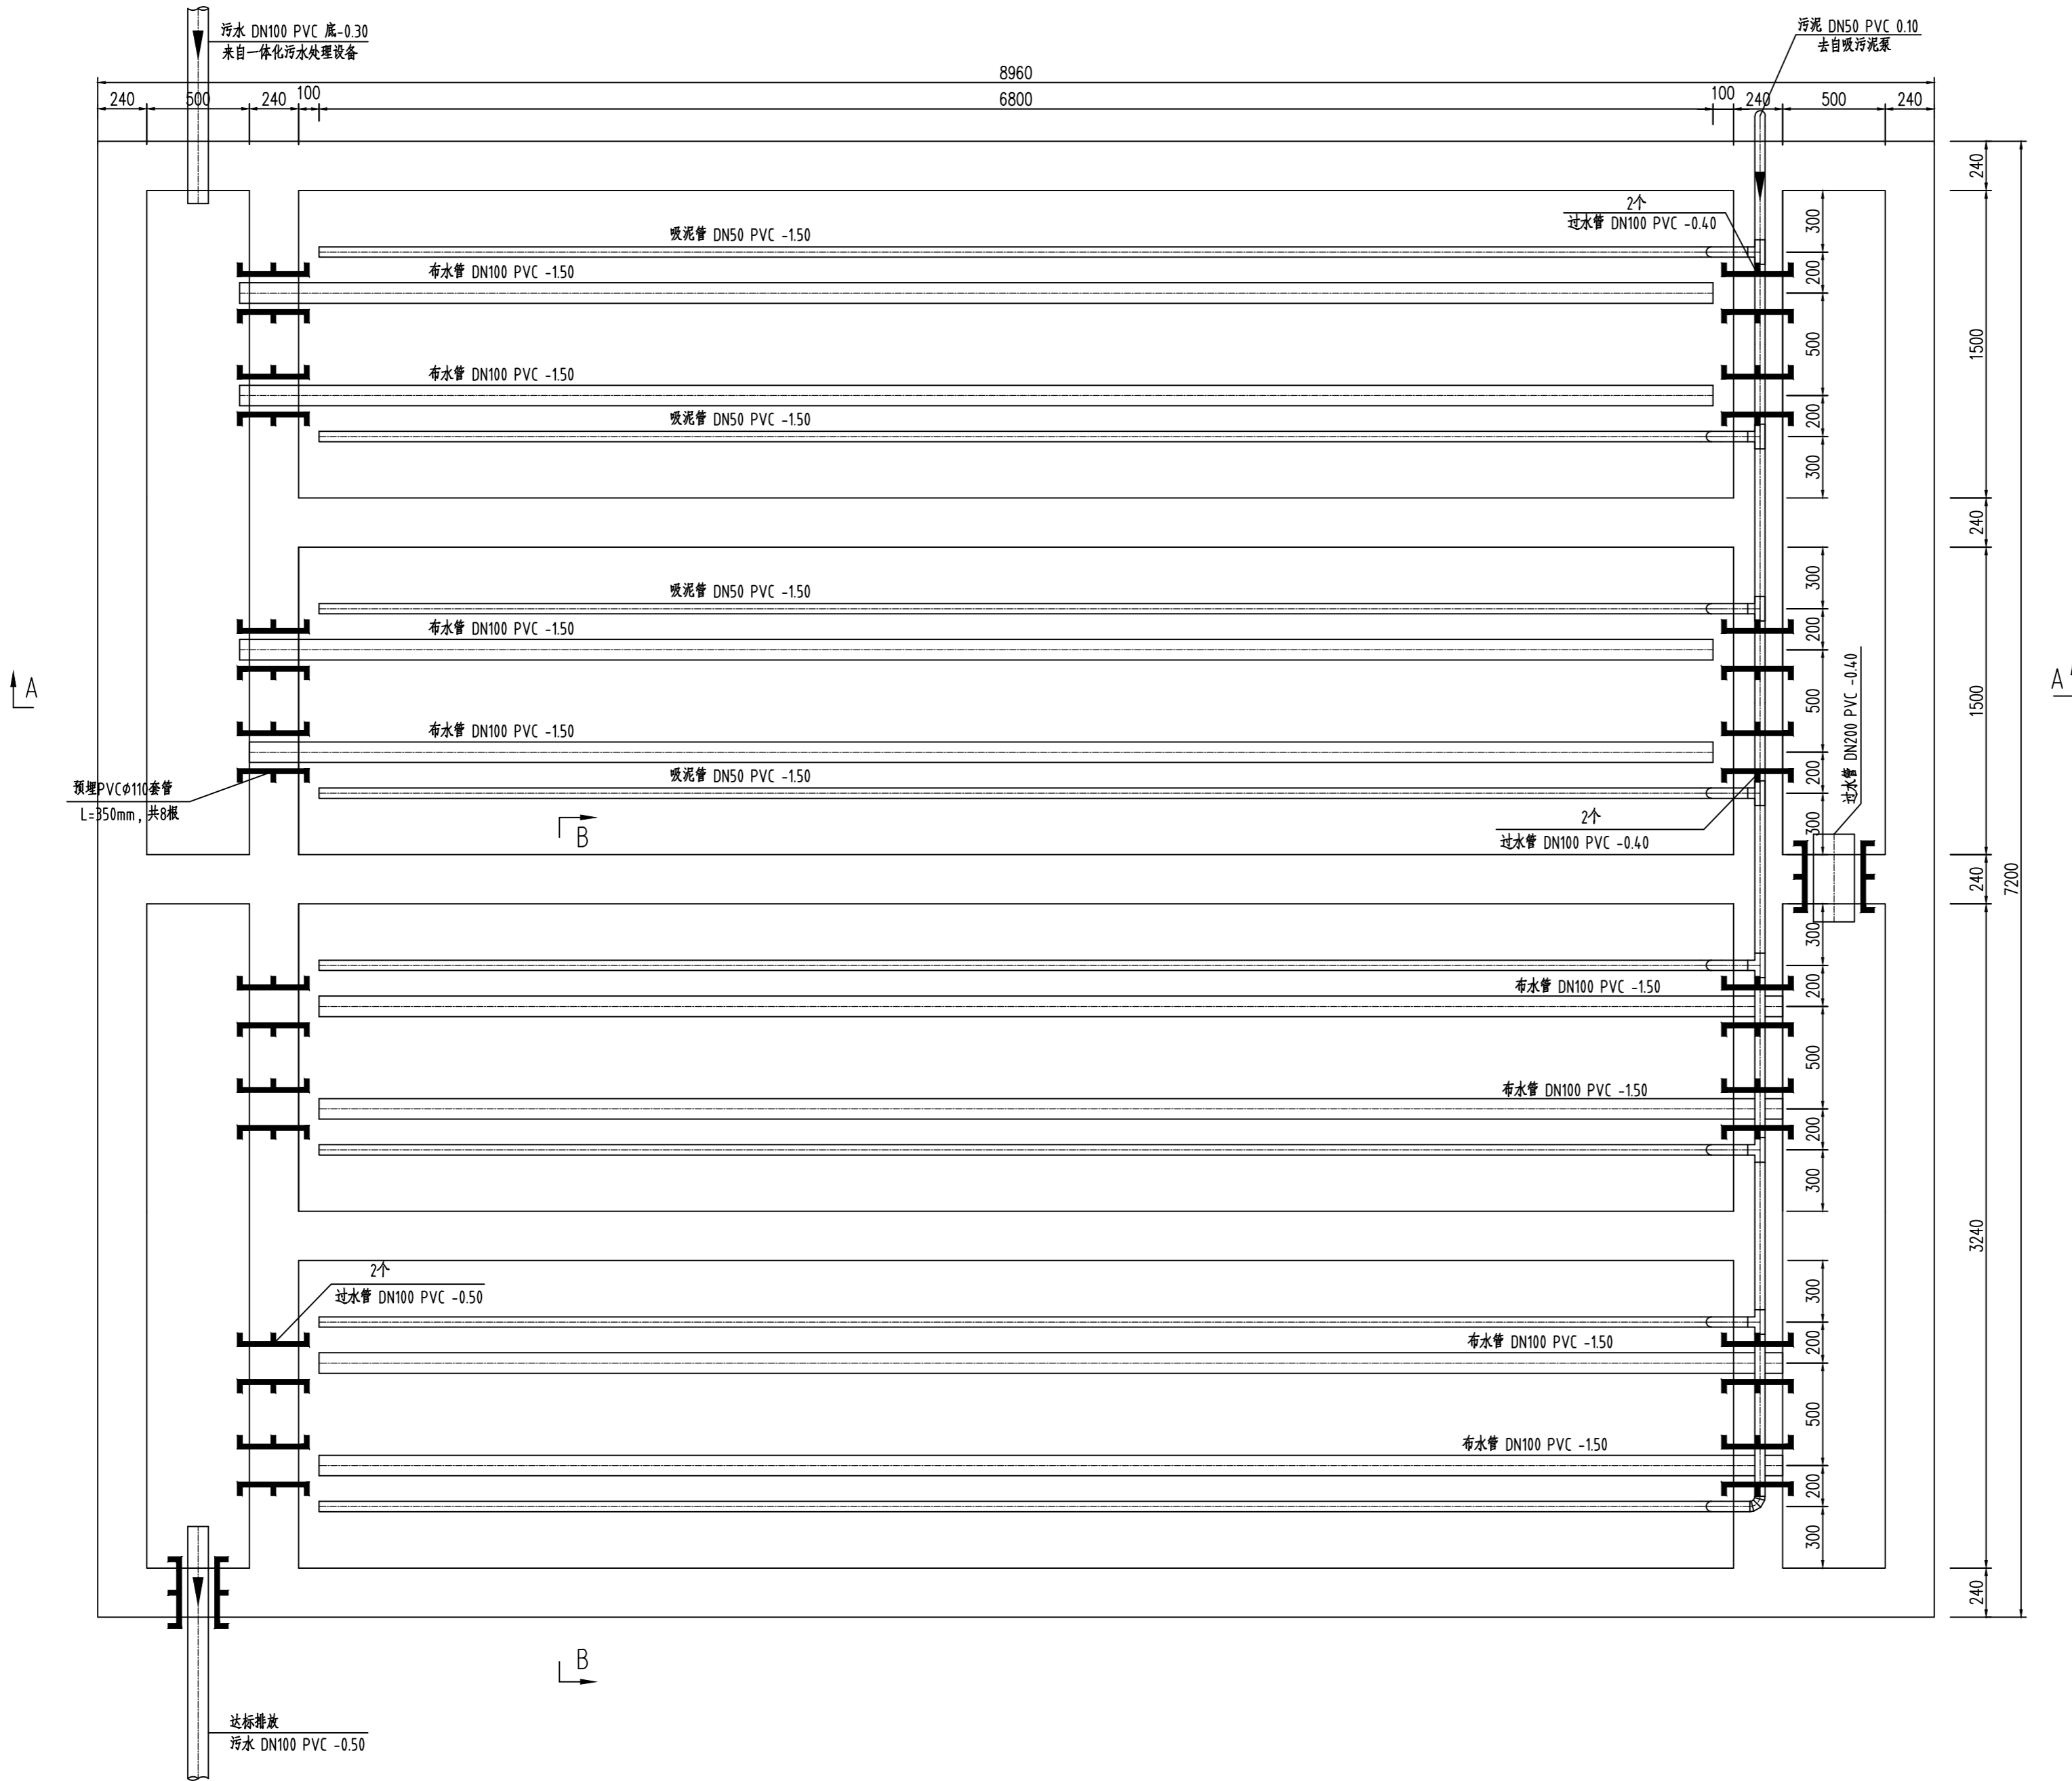 污水 DN100 PVC 底-0.30
来自一体化污水处理设备
污泥 DN50 PVC 0.10
去自吸污泥泵
8960
240
500
240
100
6800
100
240
500
240
2个
过水管 DN100 PVC -0.40
吸泥管 DN50 PVC -1.50
布水管 DN100 PVC -1.50
布水管 DN100 PVC -1.50
吸泥管 DN50 PVC -1.50
240
300
200
500
1500
200
300
240
吸泥管 DN50 PVC -1.50
布水管 DN100 PVC -1.50
布水管 DN100 PVC -1.50
吸泥管 DN50 PVC -1.50
300
200
500
1500
200
300
过水管 DN200 PVC -0.40
A
A
预埋PVCφ110套管
L=350mm，共8根
B
2个
过水管 DN100 PVC -0.40
240
7200
300
布水管 DN100 PVC -1.50
200
500
布水管 DN100 PVC -1.50
200
300
3240
2个
过水管 DN100 PVC -0.50
300
布水管 DN100 PVC -1.50
200
500
布水管 DN100 PVC -1.50
200
300
240
B
达标排放
污水 DN100 PVC -0.50